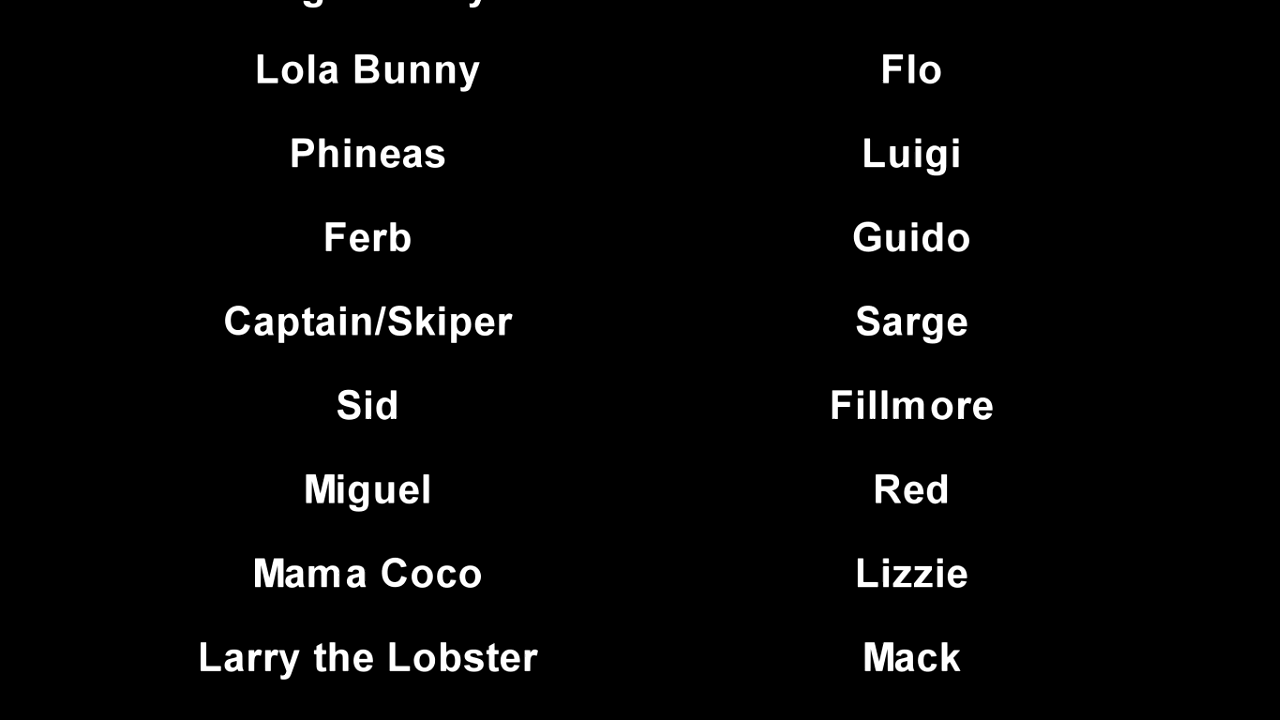 Lola Bunny Flo
Phineas Luigi
Ferb Guido
Captain/Skiper Sarge
Sid Fillmore
Miguel Red
Mama Coco Lizzie
Larry the Lobster Mack